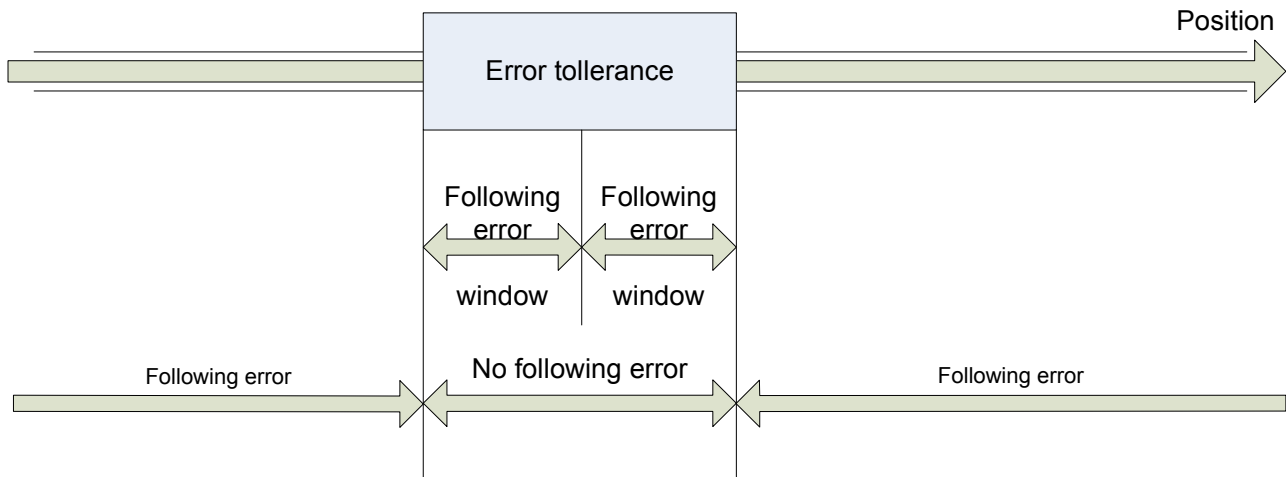 Position
Error tollerance
Following
error
window
Following
error
window
Following error
No following error
Following error